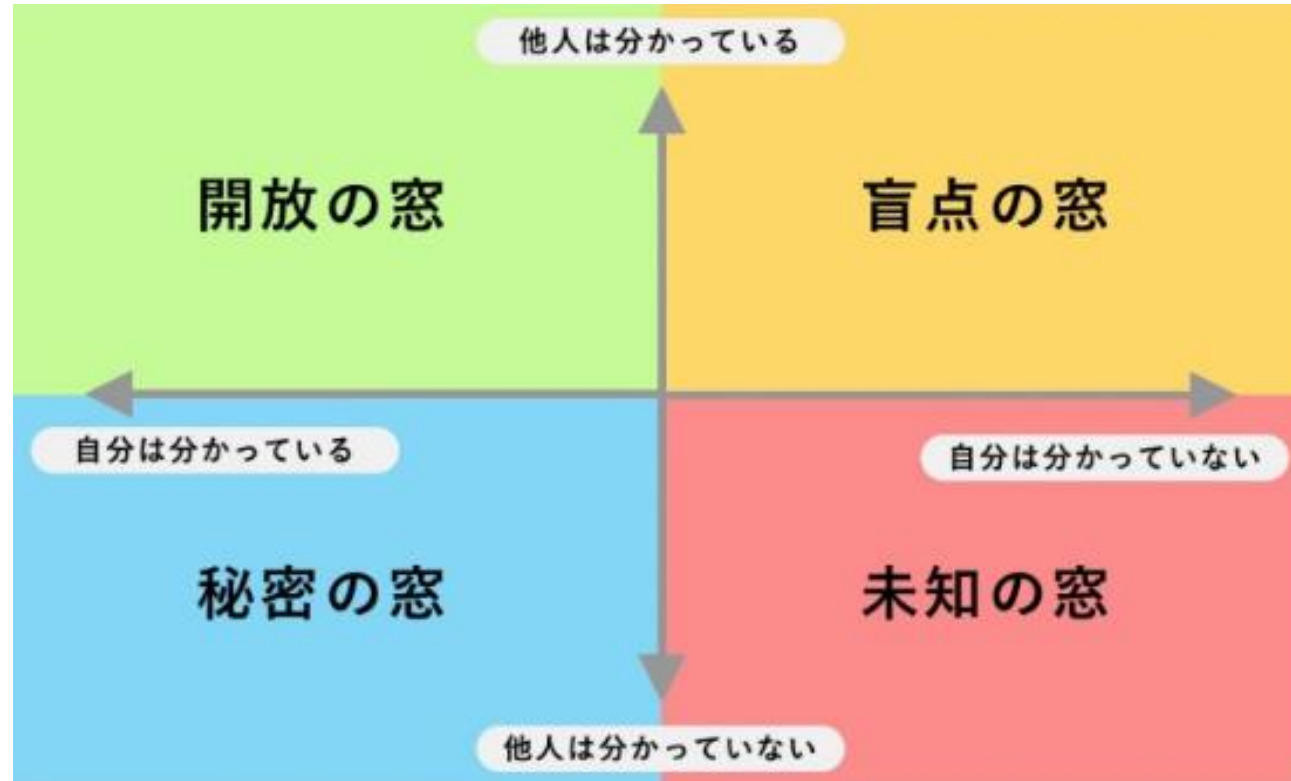 他人は分かっている
開放の窓
盲点の窓
自分は分かっている
自分は分かっていない
秘密の窓
未知の窓
他人は分かっていない